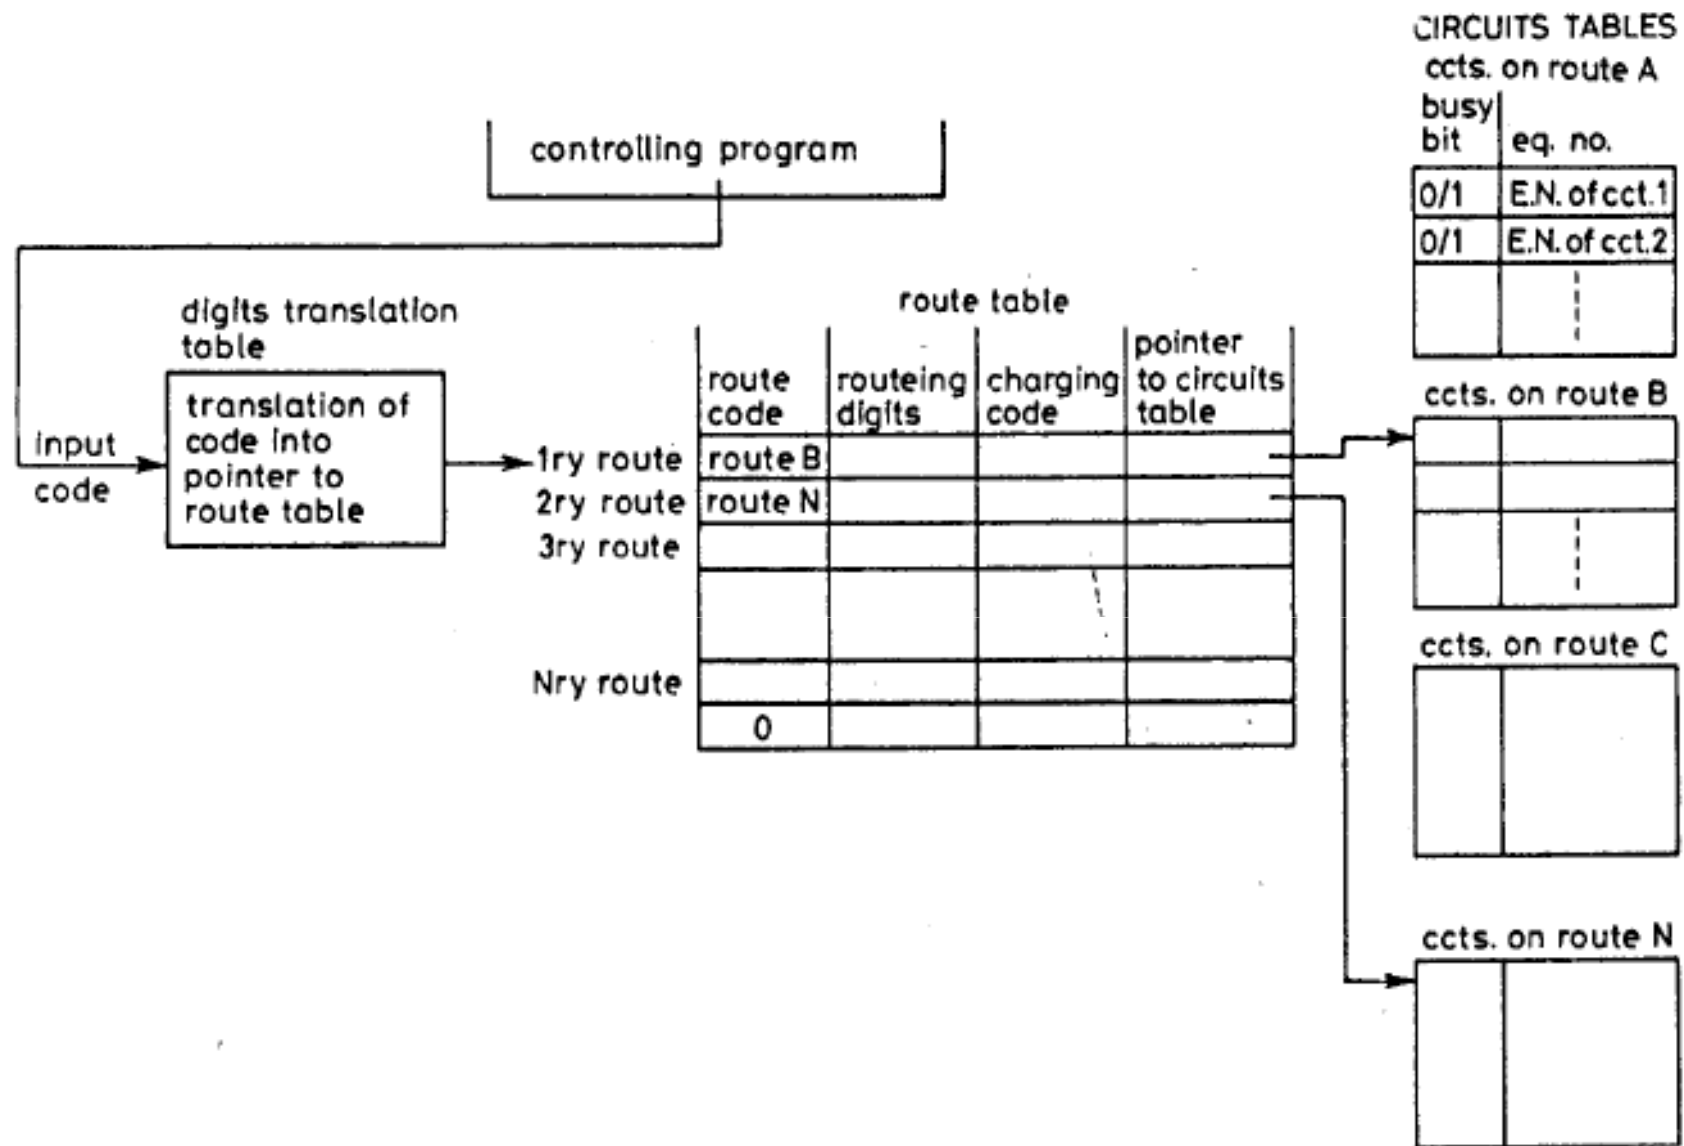 CIRCUITS TABLES
ccts. on route A
busy
bit
eq. no.
0/1 E.N. of cct.1
0/1 E.N. of cct.2
controlling program
digits translation
table
translation of
code into
pointer to
route table
input
code
route table
route
code
routeing
digits
charging
code
pointer
to circuits
table
1ry route route B
2ry route route N
3ry route
Nry route
0
ccts. on route B
ccts. on route C
ccts. on route N